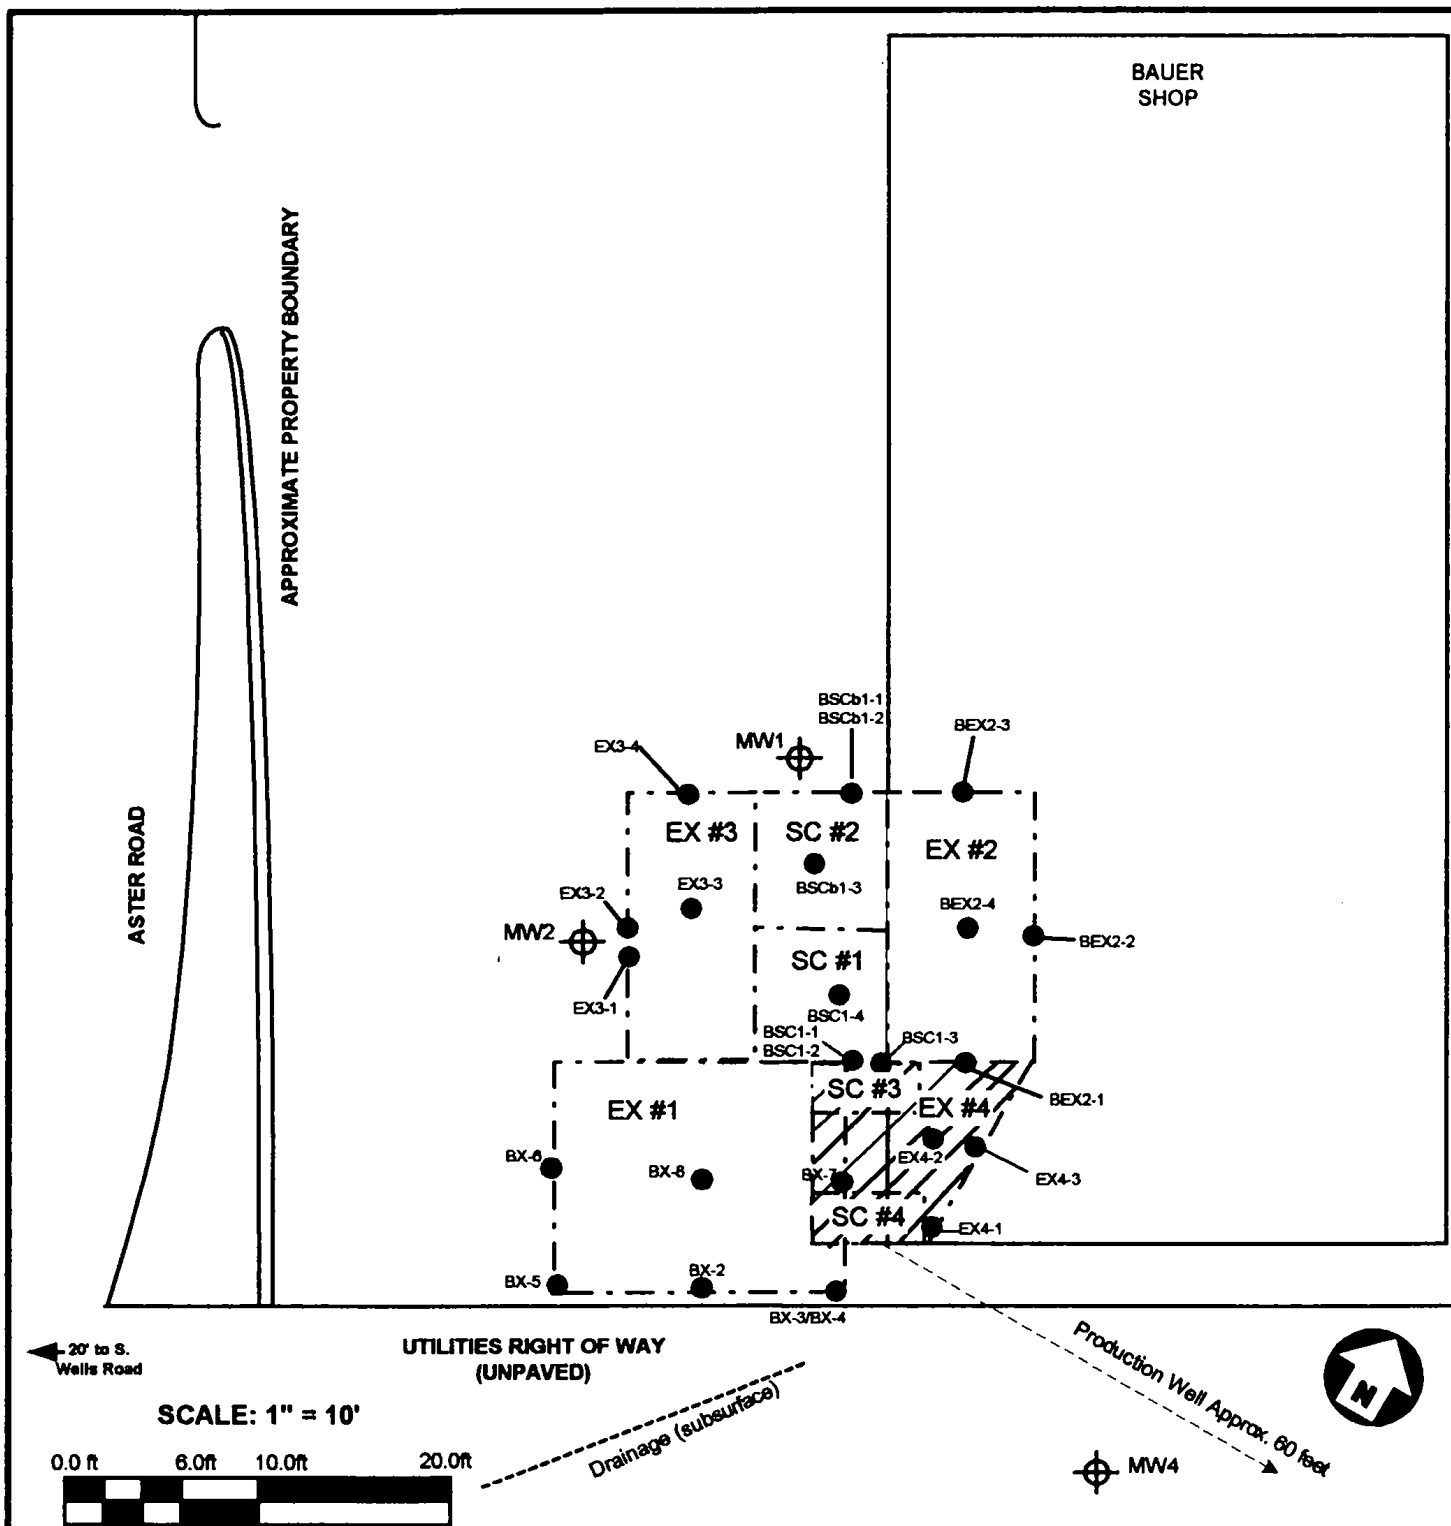 BAUER
SHOP
APPROXIMATE PROPERTY BOUNDARY
ASTER ROAD
BSCb1-1
BSCb1-2
MW1
BEX2-3
EX3-4
EX #3
SC #2
EX #2
BSCb1-3
EX3-3
EX3-2
BEX2-4
MW2
BEX2-2
SC #1
EX3-1
BSC1-4
BSC1-1
BSC1-2
BSC1-3
SC #3
BEX2-1
EX #1
EX #4
EX4-2
BX-6
BX-8
BX-7
EX4-3
SC #4
EX4-1
BX-5
BX-2
BX-3/BX-4
20' to S.
Wells Road
UTILITIES RIGHT OF WAY
(UNPAVED)
Production Well Approx. 60 feet
N
SCALE: 1" = 10'
Drainage (subsurface)
0.0 ft 6.0ft 10.0ft 20.0ft
MW4